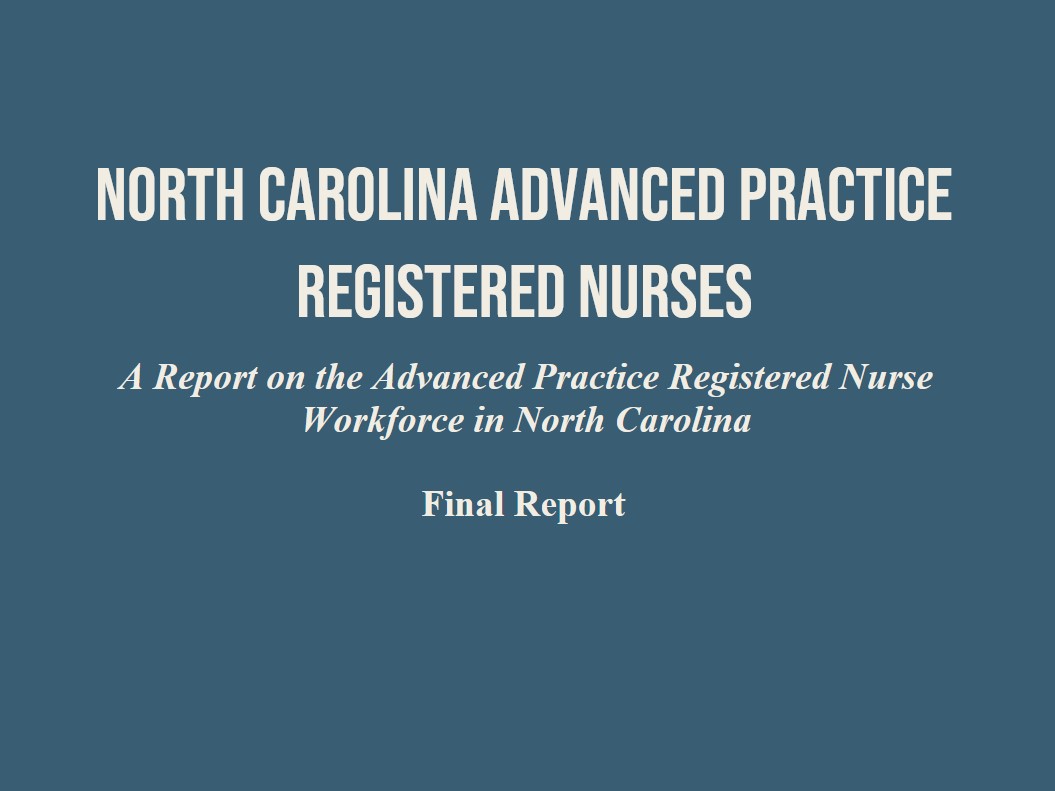 NORTH CAROLINA ADVANCED PRACTICE
REGISTERED NURSES
A Report on the Advanced Practice Registered Nurse
Workforce in North Carolina
Final Report